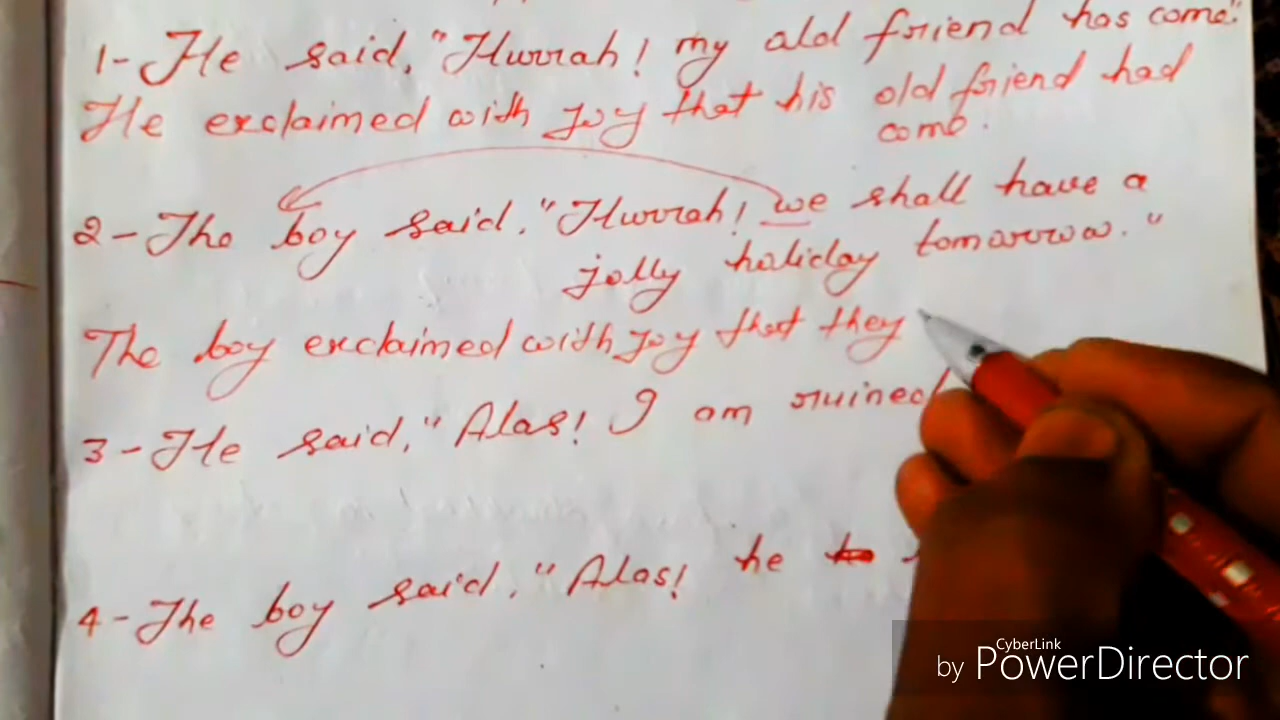 1- He said, "Hurrah! my old friend has come."
He exclaimed with joy that his old friend had
come.
2- The boy said, "Hurrah! we shall have a
jolly holiday tomorrow."
The boy exclaimed with joy that they
3- He said, "Alas! I am ruined
4- The boy said, "Alas! he
CyberLink
by PowerDirector